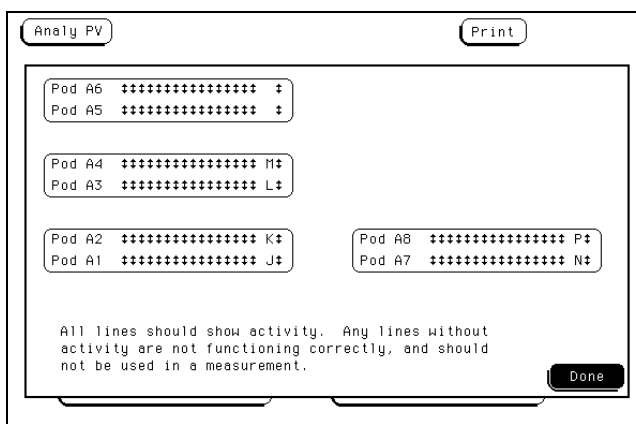 Analy PV Print
Pod A6 ‡‡‡‡‡‡‡‡‡‡‡‡‡‡‡‡ ‡
Pod A5 ‡‡‡‡‡‡‡‡‡‡‡‡‡‡‡‡ ‡
Pod A4 ‡‡‡‡‡‡‡‡‡‡‡‡‡‡‡‡ M‡
Pod A3 ‡‡‡‡‡‡‡‡‡‡‡‡‡‡‡‡ L‡
Pod A2 ‡‡‡‡‡‡‡‡‡‡‡‡‡‡‡‡ K‡
Pod A1 ‡‡‡‡‡‡‡‡‡‡‡‡‡‡‡‡ J‡
Pod A8 ‡‡‡‡‡‡‡‡‡‡‡‡‡‡‡‡ P‡
Pod A7 ‡‡‡‡‡‡‡‡‡‡‡‡‡‡‡‡ N‡
All lines should show activity. Any lines without
activity are not functioning correctly, and should
not be used in a measurement.
Done